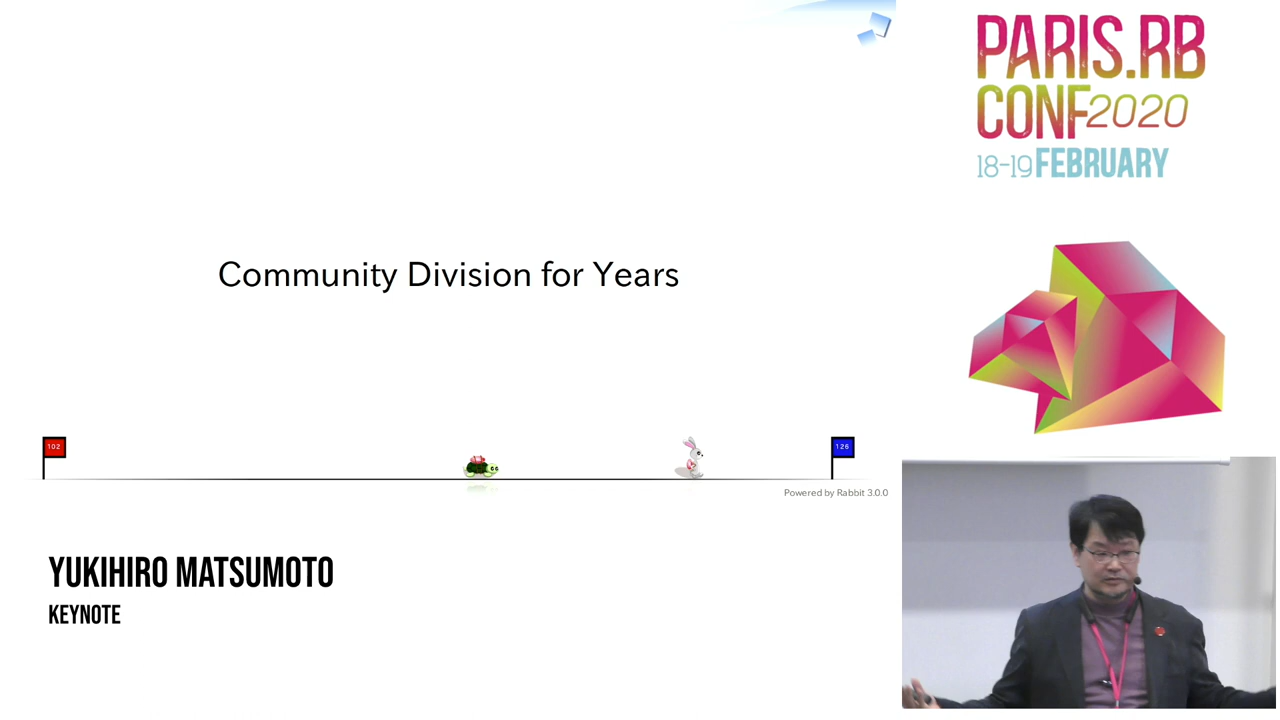 Community Division for Years
102
126
Powered by Rabbit 3.0.0
YUKIHIRO MATSUMOTO
KEYNOTE
PARIS.RB
CONF2020
18-19 FEBRUARY